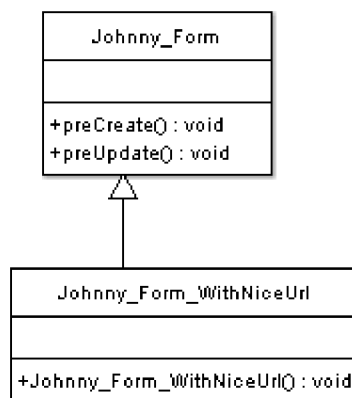 Johnny_Form
+preCreate() : void
+preUpdate() : void
Johnny_Form_WithNiceUrl
+Johnny_Form_WithNiceUrl() : void